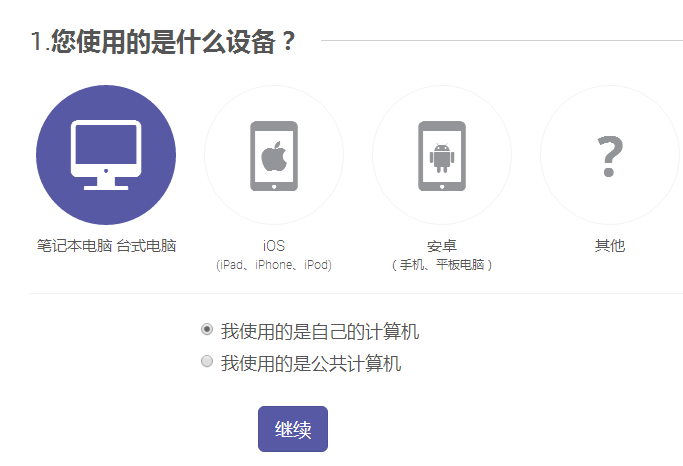 1.您使用的是什么设备？
?
笔记本电脑 台式电脑
iOS
(iPad、iPhone、iPod)
安卓
（手机、平板电脑）
其他
我使用的是自己的计算机
我使用的是公共计算机
继续